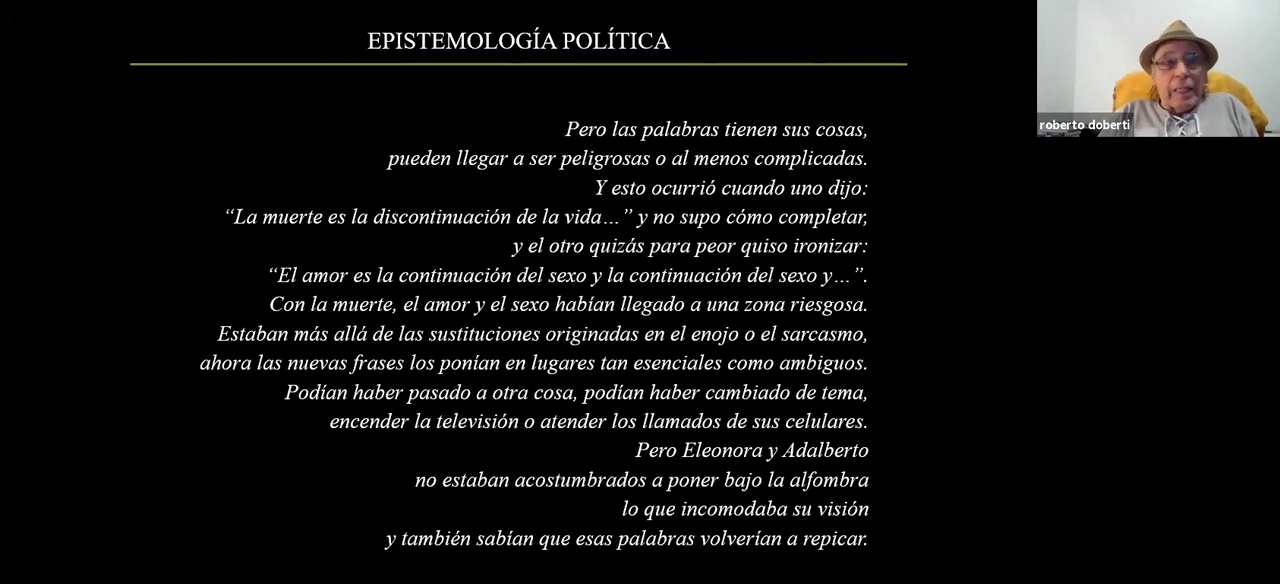 EPISTEMOLOGÍA POLÍTICA
roberto doberti
Pero las palabras tienen sus cosas,
pueden llegar a ser peligrosas o al menos complicadas.
Y esto ocurrió cuando uno dijo:
“La muerte es la discontinuación de la vida…” y no supo cómo completar,
y el otro quizás para peor quiso ironizar:
“El amor es la continuación del sexo y la continuación del sexo y…”.
Con la muerte, el amor y el sexo habían llegado a una zona riesgosa.
Estaban más allá de las sustituciones originadas en el enojo o el sarcasmo,
ahora las nuevas frases los ponían en lugares tan esenciales como ambiguos.
Podían haber pasado a otra cosa, podían haber cambiado de tema,
encender la televisión o atender los llamados de sus celulares.
Pero Eleonora y Adalberto
no estaban acostumbrados a poner bajo la alfombra
lo que incomodaba su visión
y también sabían que esas palabras volverían a repicar.